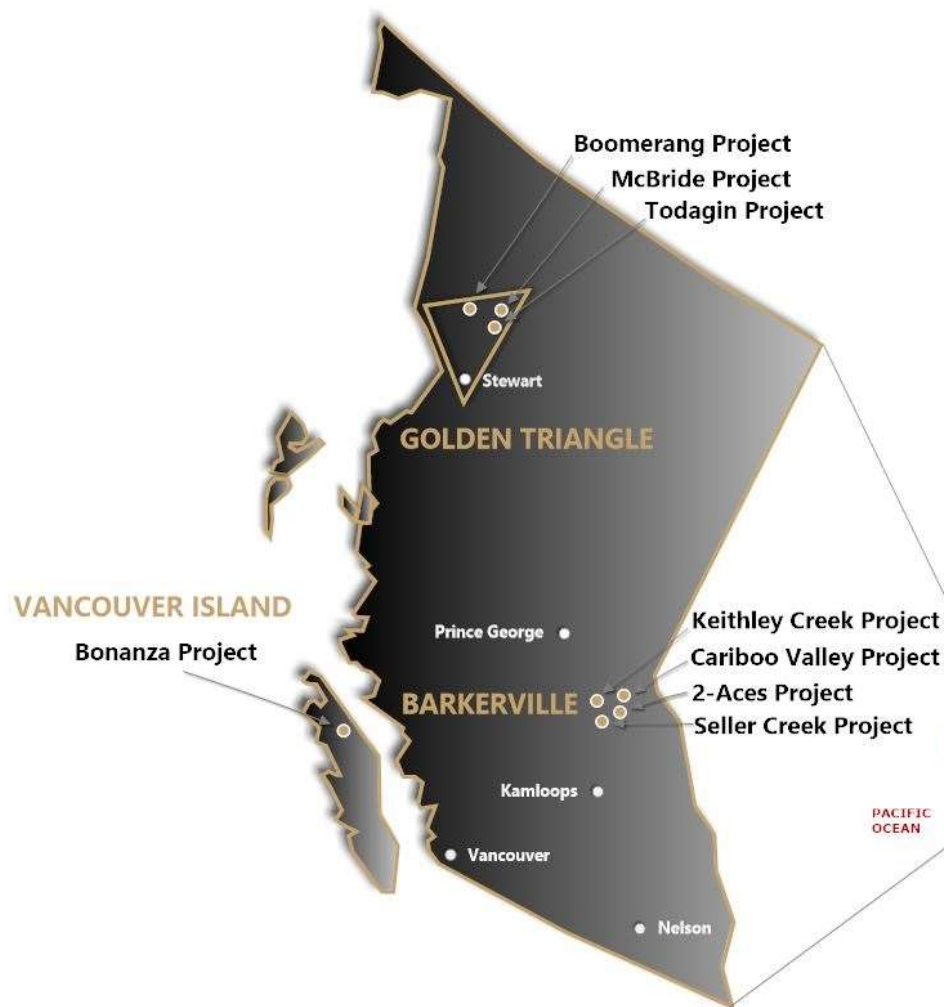 Boomerang Project
McBride Project
Todagin Project
Stewart
GOLDEN TRIANGLE
VANCOUVER ISLAND
Bonanza Project
Prince George
Keithley Creek Project
Cariboo Valley Project
BARKERVILLE
2-Aces Project
Seller Creek Project
Kamloops
PACIFIC
OCEAN
Vancouver
Nelson